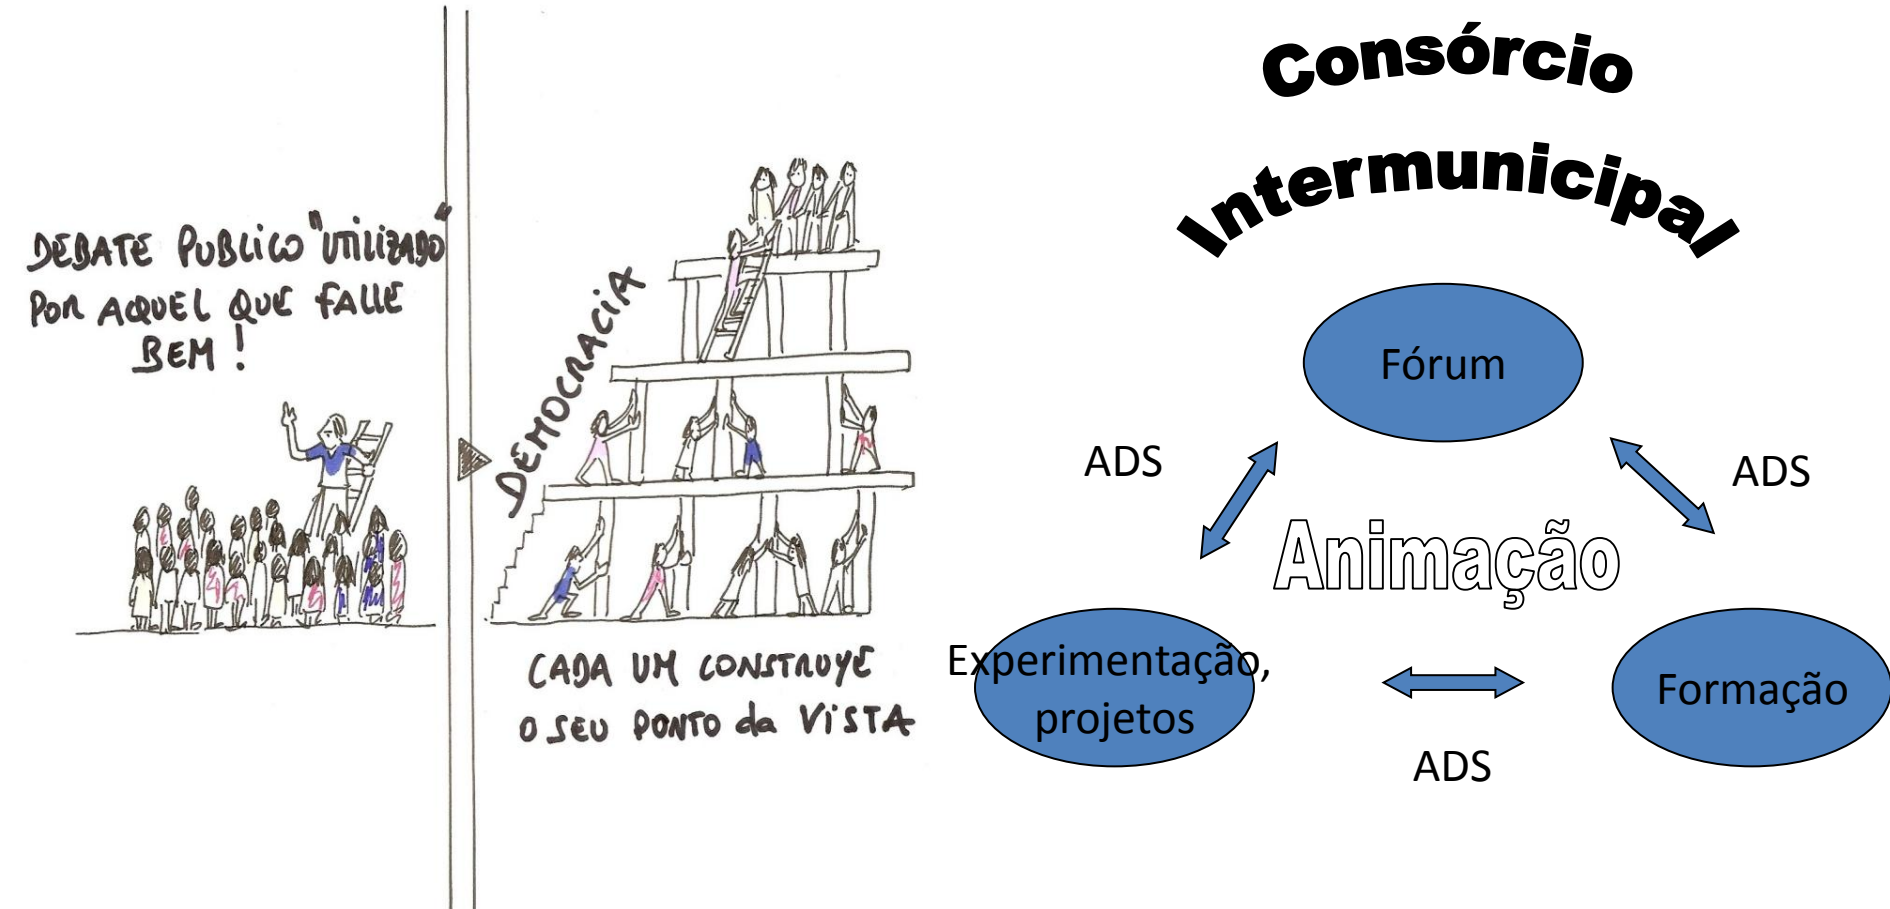 DEBATE PUBLICO "UTILIZADO"
POR AQUEL QUE FALLE
BEM !
DEMOCRACIA
CADA UM CONSTRUYE
O SEU PONTO da VISTA
Consórcio
Intermunicipal
Fórum
ADS
ADS
Animação
Experimentação,
projetos
Formação
ADS